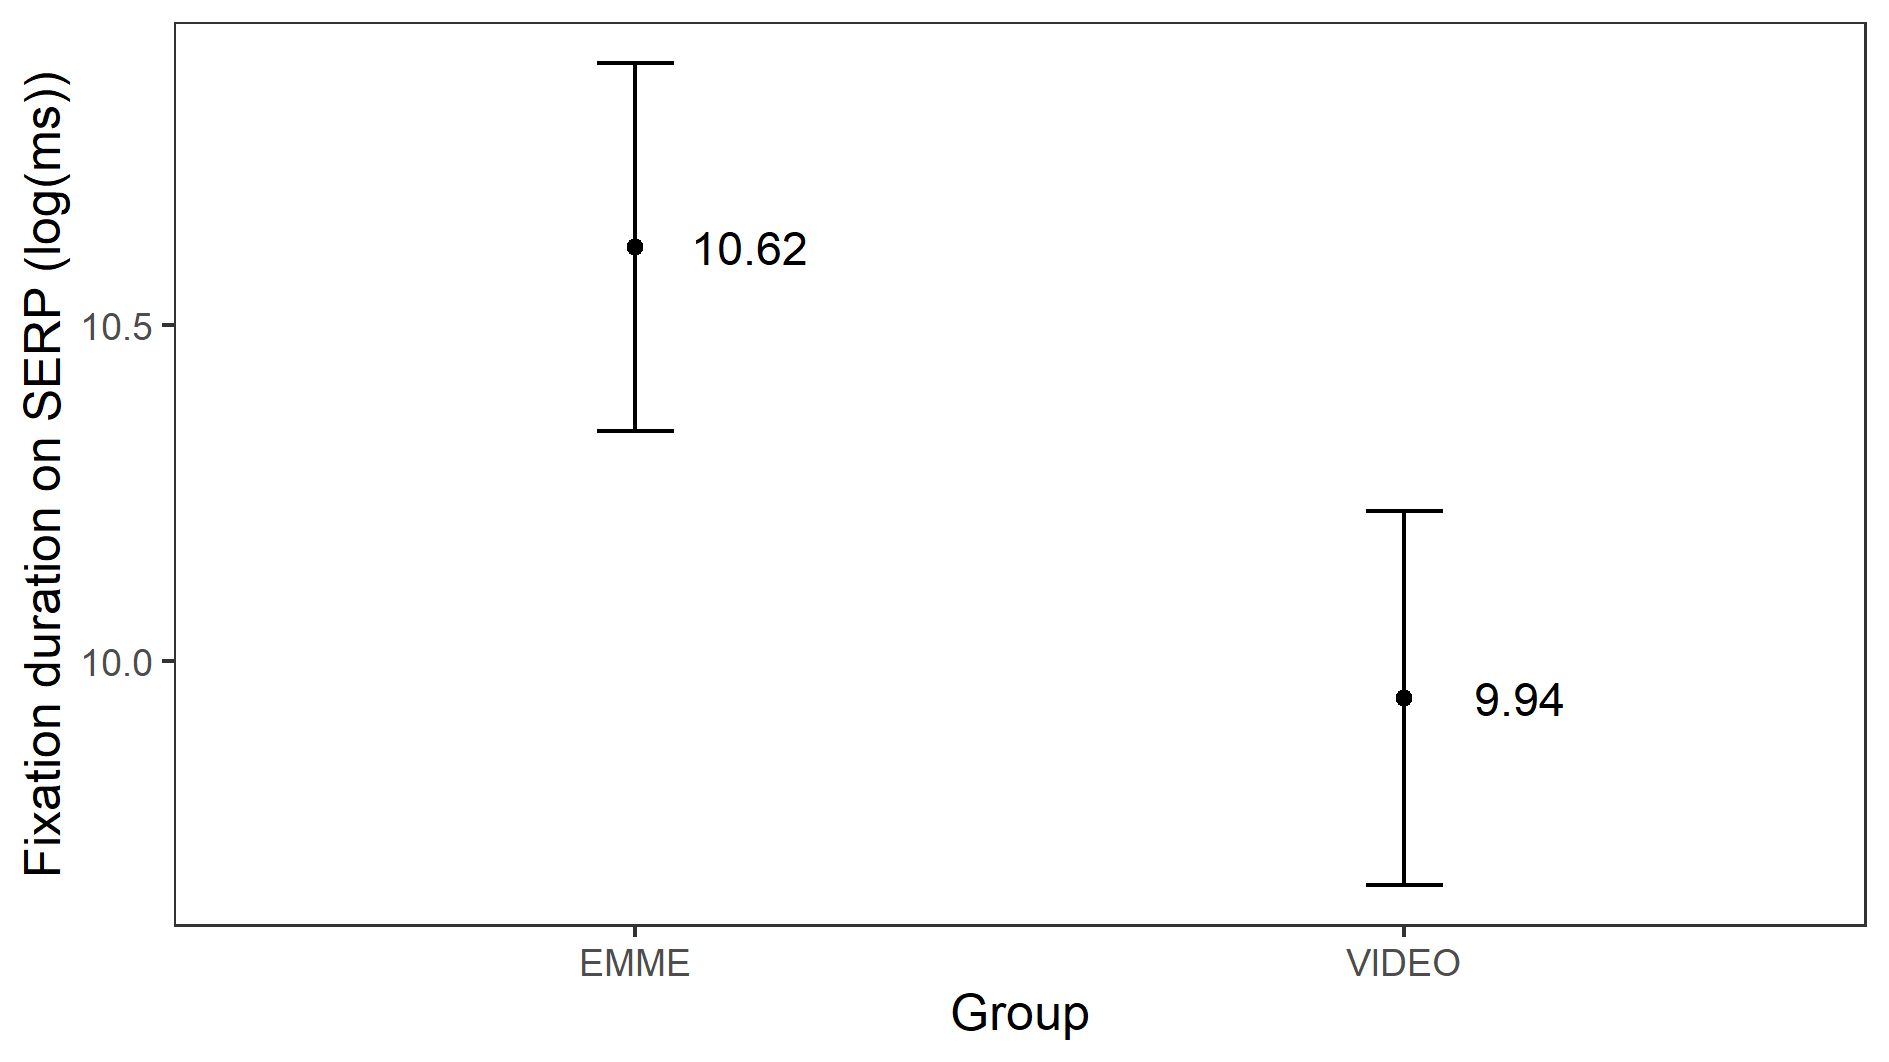 Fixation duration on SERP (log(ms))
10.5
10.0
10.62
9.94
EMME
VIDEO
Group